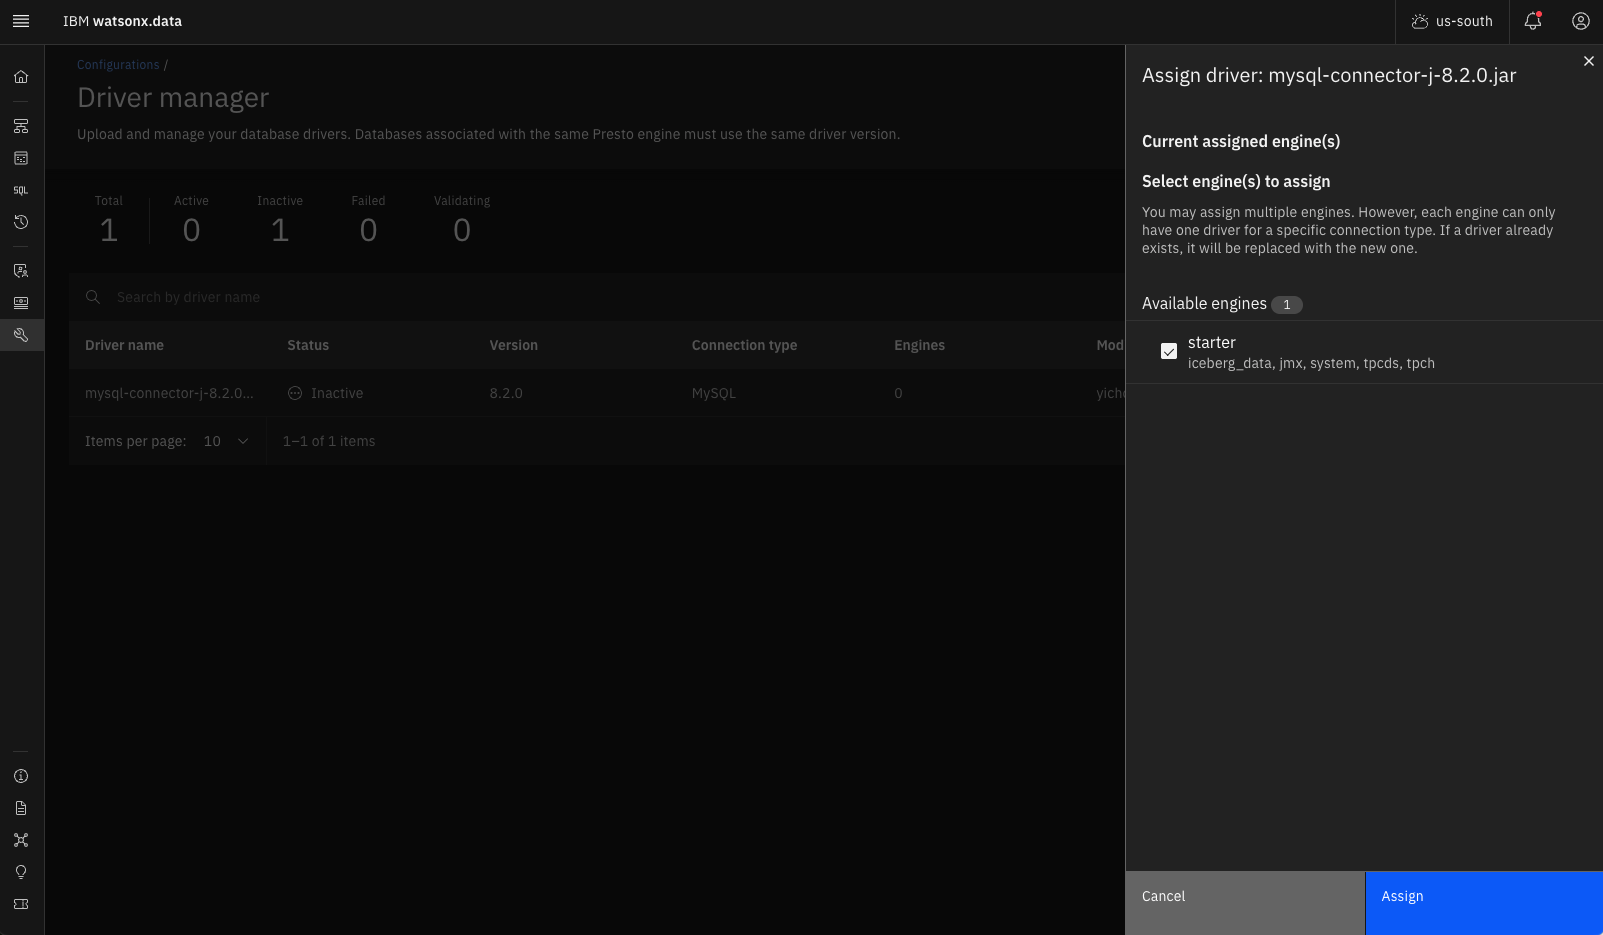 IBM watsonx.data
us-south
Configurations /
Driver manager
Upload and manage your database drivers. Databases associated with the same Presto engine must use the same driver version.
Total
1
Active
0
Inactive
1
Failed
0
Validating
0
Search by driver name
Driver name Status Version Connection type Engines Mod
mysql-connector-j-8.2.0... Inactive 8.2.0 MySQL 0 yich
Items per page: 10 1–1 of 1 items
SQL
Assign driver: mysql-connector-j-8.2.0.jar
Current assigned engine(s)
Select engine(s) to assign
You may assign multiple engines. However, each engine can only
have one driver for a specific connection type. If a driver already
exists, it will be replaced with the new one.
Available engines 1
starter
iceberg_data, jmx, system, tpcds, tpch
Cancel
Assign